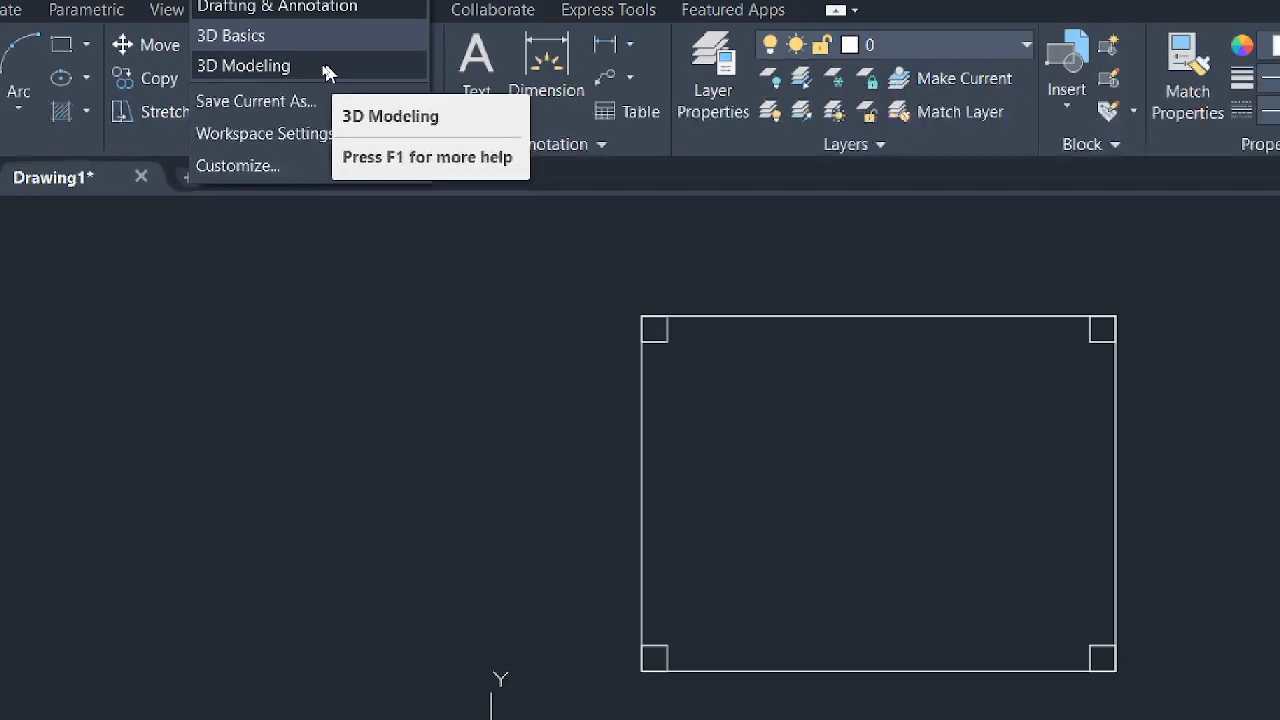 Drafting & Annotation
ate Parametric View Collaborate Express Tools Featured Apps
3D Basics
Move
0
3D Modeling
Arc
Copy
Text
Dimension
Layer
Properties
Make Current
Insert
Match
Properties
Save Current As...
Stretch
Table
Match Layer
3D Modeling
Workspace Settings
Press F1 for more help
notation
Layers
Block
Prope
Customize...
Drawing1*
Y